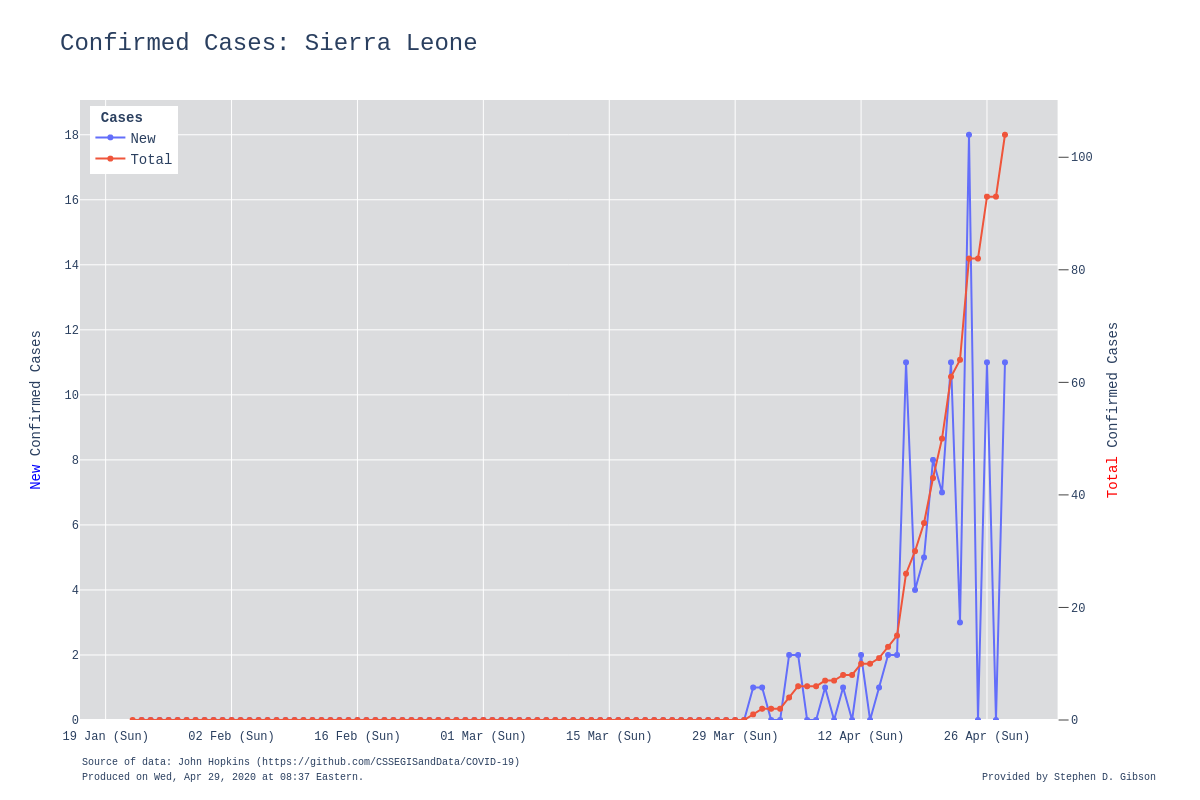 Confirmed Cases: Sierra Leone
Cases
New
Total
18
16
14
12
10
8
6
4
2
0
100
80
60
40
20
0
New Confirmed Cases
Total Confirmed Cases
19 Jan (Sun) 02 Feb (Sun) 16 Feb (Sun) 01 Mar (Sun) 15 Mar (Sun) 29 Mar (Sun) 12 Apr (Sun) 26 Apr (Sun)
Source of data: John Hopkins (https://github.com/CSSEGISandData/COVID-19)
Produced on Wed, Apr 29, 2020 at 08:37 Eastern.
Provided by Stephen D. Gibson